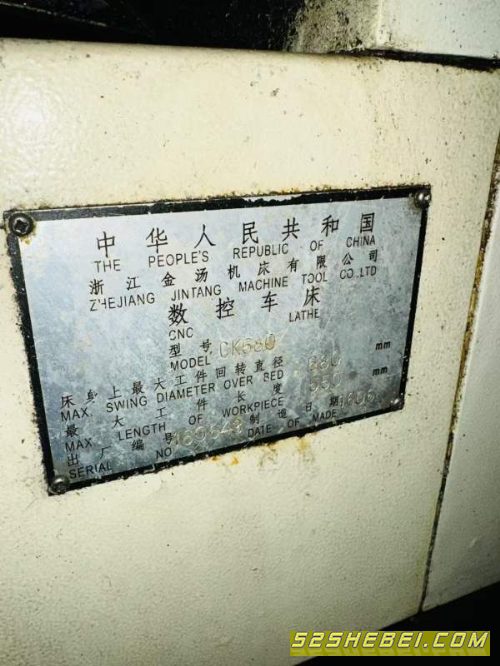 中华人民共和国
THE PEOPLE'S REPUBLIC OF CHINA
浙江金汤机床有限公司
ZHEJIANG JINTANG MACHINE TOOL CO.,LTD
数控车床
CNC LATHE
型号
MODEL
床身上最大工件回转直径 mm
MAX. SWING DIAMETER OVER BED
最大工件长度 mm
MAX. LENGTH OF WORKPIECE
出厂编号 制造日期
SERIAL NO DATE OF MADE
52SHEBEI.COM